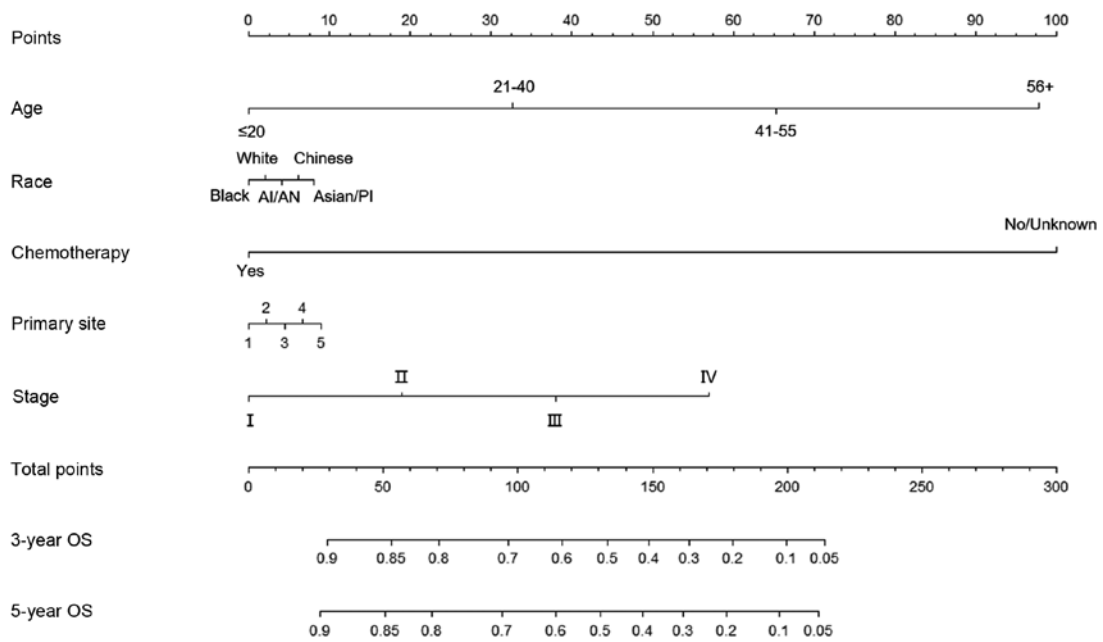 Points
0 10 20 30 40 50 60 70 80 90 100
21-40 56+
Age
≤20 41-55
White Chinese
Race
Black AI/AN Asian/PI
No/Unknown
Chemotherapy
Yes
2 4
Primary site
1 3 5
Ⅱ Ⅳ
Stage
Ⅰ Ⅲ
Total points
0 50 100 150 200 250 300
3-year OS
0.9 0.85 0.8 0.7 0.6 0.5 0.4 0.3 0.2 0.1 0.05
5-year OS
0.9 0.85 0.8 0.7 0.6 0.5 0.4 0.3 0.2 0.1 0.05